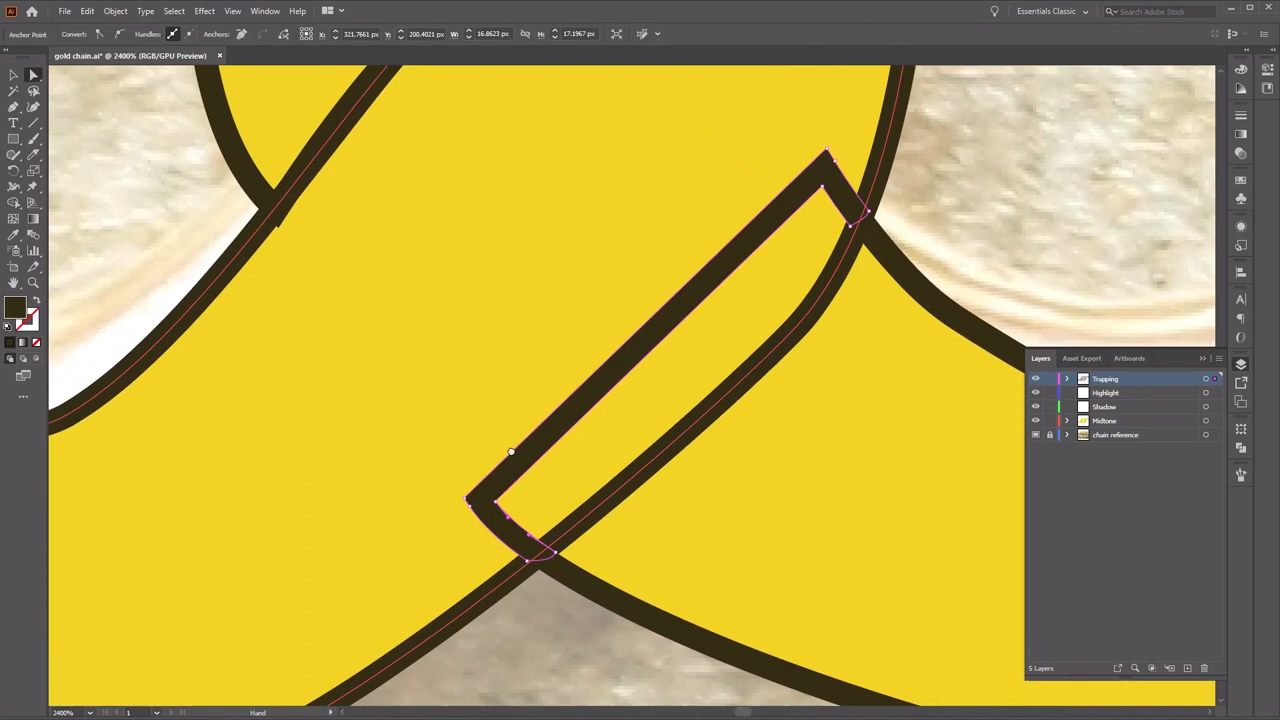 File Edit Object Type Select Effect View Window Help Essentials Classic Search Adobe Stock
Anchor Point Convert: Handles: Anchors: X: 321.7661 px Y: 200.4021 px W: 16.8623 px H: 17.1967 px
gold chain.ai* @ 2400% (RGB/GPU Preview) ×
Layers Asset Export Artboards
Trapping
Highlight
Shadow
Midtone
chain reference
5 Layers
2400% 1 Hand